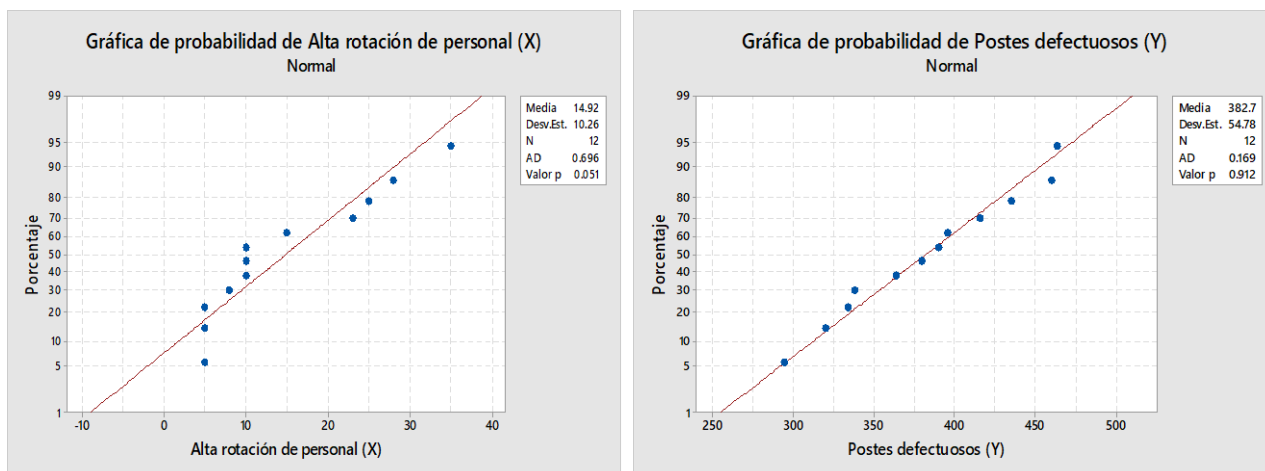 Gráfica de probabilidad de Alta rotación de personal (X)
Normal
99
95
90
80
70
60
50
40
30
20
10
5
1
Porcentaje
-10 0 10 20 30 40
Alta rotación de personal (X)
Media 14.92
Desv.Est. 10.26
N 12
AD 0.696
Valor p 0.051
Gráfica de probabilidad de Postes defectuosos (Y)
Normal
99
95
90
80
70
60
50
40
30
20
10
5
1
Porcentaje
250 300 350 400 450 500
Postes defectuosos (Y)
Media 382.7
Desv.Est. 54.78
N 12
AD 0.169
Valor p 0.912